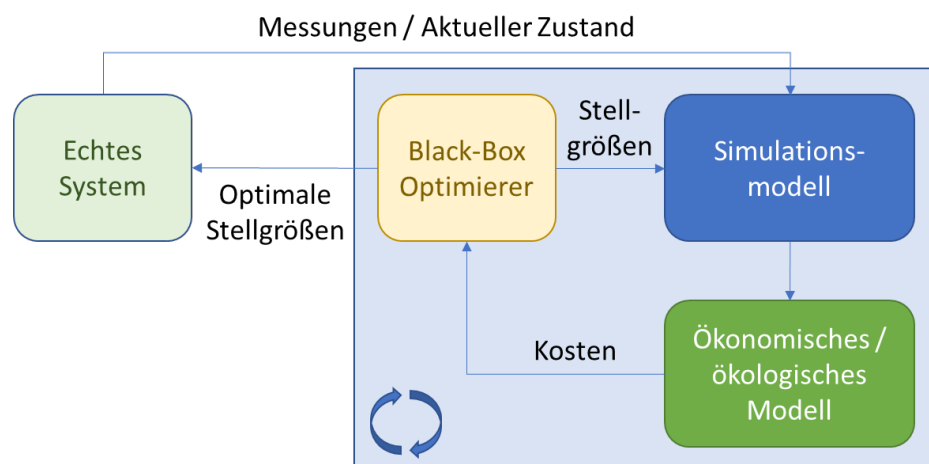 Messungen / Aktueller Zustand
Echtes
System
Optimale
Stellgrößen
Black-Box
Optimierer
Stell-
größen
Simulations-
modell
Kosten
Ökonomisches /
ökologisches
Modell